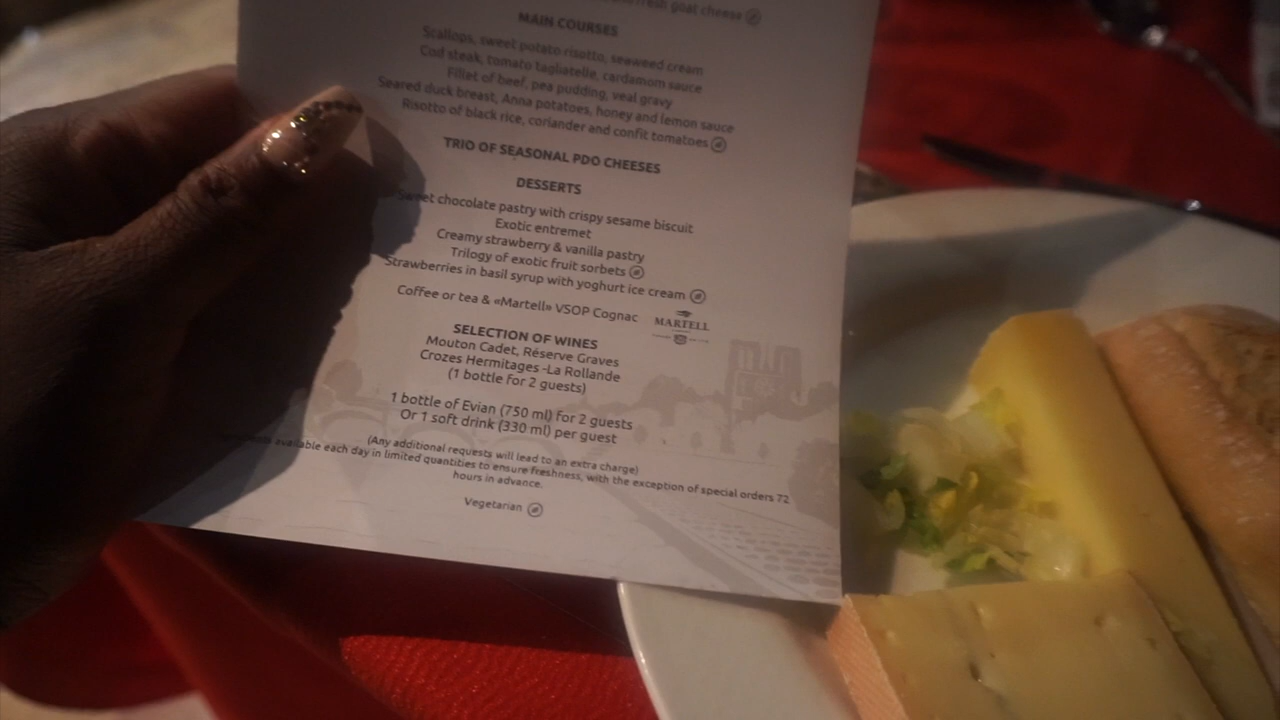 fresh goat cheese
MAIN COURSES
Scallops, sweet potato risotto, seaweed cream
Cod steak, tomato tagliatelle, cardamom sauce
Fillet of beef, pea pudding, veal gravy
Seared duck breast, Anna potatoes, honey and lemon sauce
Risotto of black rice, coriander and confit tomatoes
TRIO OF SEASONAL PDO CHEESES
DESSERTS
Sweet chocolate pastry with crispy sesame biscuit
Exotic entremet
Creamy strawberry & vanilla pastry
Trilogy of exotic fruit sorbets
Strawberries in basil syrup with yoghurt ice cream
Coffee or tea & «Martell» VSOP Cognac
MARTELL
SELECTION OF WINES
Mouton Cadet, Réserve Graves
Crozes Hermitages -La Rollande
(1 bottle for 2 guests)
1 bottle of Evian (750 ml) for 2 guests
Or 1 soft drink (330 ml) per guest
(Any additional requests will lead to an extra charge)
available each day in limited quantities to ensure freshness, with the exception of special orders 72
hours in advance.
Vegetarian